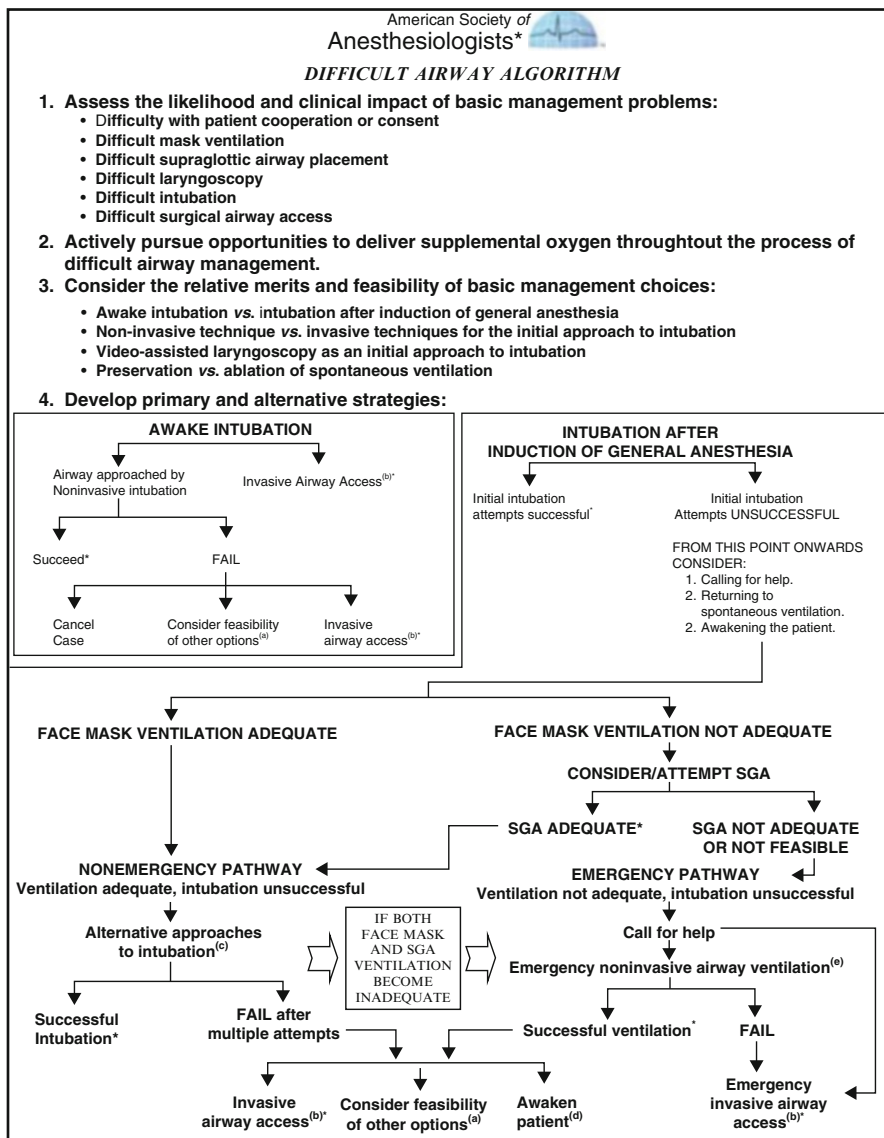 American Society of
Anesthesiologists*
DIFFICULT AIRWAY ALGORITHM
1. Assess the likelihood and clinical impact of basic management problems:
• Difficulty with patient cooperation or consent
• Difficult mask ventilation
• Difficult supraglottic airway placement
• Difficult laryngoscopy
• Difficult intubation
• Difficult surgical airway access
2. Actively pursue opportunities to deliver supplemental oxygen throughtout the process of
difficult airway management.
3. Consider the relative merits and feasibility of basic management choices:
• Awake intubation vs. intubation after induction of general anesthesia
• Non-invasive technique vs. invasive techniques for the initial approach to intubation
• Video-assisted laryngoscopy as an initial approach to intubation
• Preservation vs. ablation of spontaneous ventilation
4. Develop primary and alternative strategies:
AWAKE INTUBATION
Airway approached by
Noninvasive intubation
Invasive Airway Access(b)*
Succeed*
FAIL
Cancel
Case
Consider feasibility
of other options(a)
Invasive
airway access(b)*
INTUBATION AFTER
INDUCTION OF GENERAL ANESTHESIA
Initial intubation
attempts successful*
Initial intubation
Attempts UNSUCCESSFUL
FROM THIS POINT ONWARDS
CONSIDER:
1. Calling for help.
2. Returning to
spontaneous ventilation.
2. Awakening the patient.
FACE MASK VENTILATION ADEQUATE
FACE MASK VENTILATION NOT ADEQUATE
CONSIDER/ATTEMPT SGA
SGA ADEQUATE*
SGA NOT ADEQUATE
OR NOT FEASIBLE
NONEMERGENCY PATHWAY
Ventilation adequate, intubation unsuccessful
EMERGENCY PATHWAY
Ventilation not adequate, intubation unsuccessful
Alternative approaches
to intubation(c)
IF BOTH
FACE MASK
AND SGA
VENTILATION
BECOME
INADEQUATE
Call for help
Emergency noninvasive airway ventilation(e)
Successful
Intubation*
FAIL after
multiple attempts
Successful ventilation*
FAIL
Invasive
airway access(b)*
Consider feasibility
of other options(a)
Awaken
patient(d)
Emergency
invasive airway
access(b)*